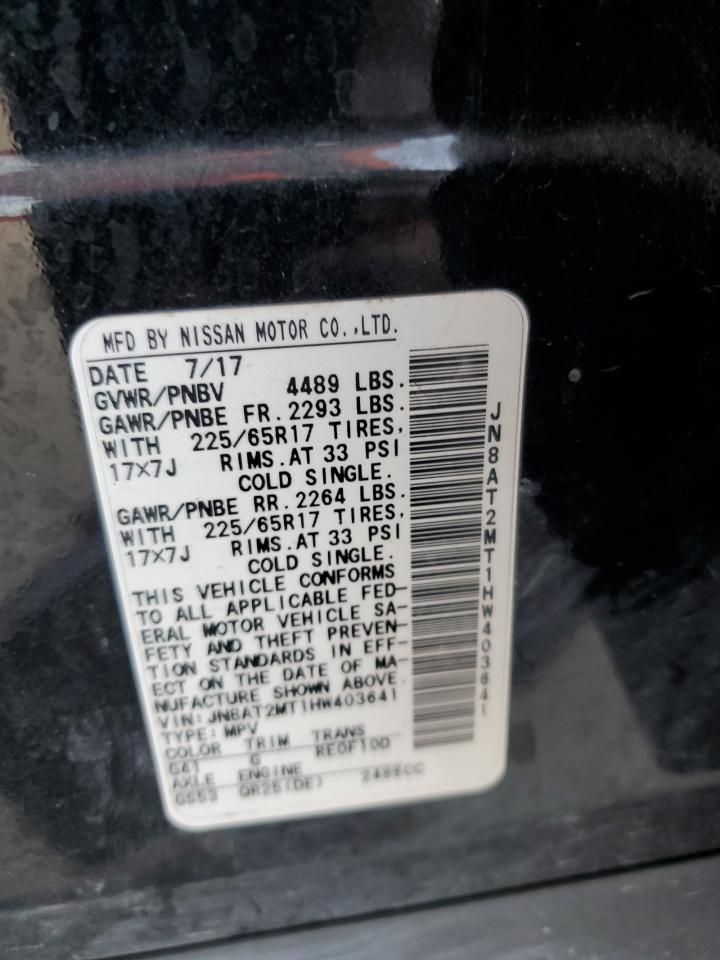 MFD BY NISSAN MOTOR CO.,LTD.
DATE 7/17
GVWR/PNBV 4489 LBS.
GAWR/PNBE FR. 2293 LBS.
WITH 225/65R17 TIRES,
17X7J RIMS.AT 33 PSI
COLD SINGLE.
GAWR/PNBE RR. 2264 LBS.
WITH 225/65R17 TIRES,
17X7J RIMS.AT 33 PSI
COLD SINGLE.
THIS VEHICLE CONFORMS
TO ALL APPLICABLE FED-
ERAL MOTOR VEHICLE SA-
FETY AND THEFT PREVEN-
TION STANDARDS IN EFF-
ECT ON THE DATE OF MA-
NUFACTURE SHOWN ABOVE.
VIN: JN8AT2MT1HW403641
TYPE: MPV
COLOR TRIM TRANS
G41 G RE0F10D
AXLE ENGINE
GS53 QR25(DE) 2488CC
JN8AT2MT1HW403641